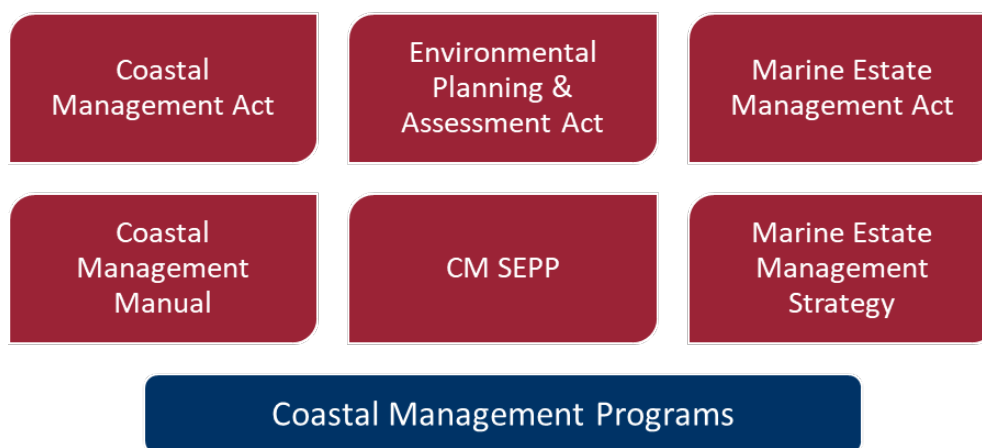 Coastal
Management Act
Environmental
Planning &
Assessment Act
Marine Estate
Management Act
Coastal
Management
Manual
CM SEPP
Marine Estate
Management
Strategy
Coastal Management Programs